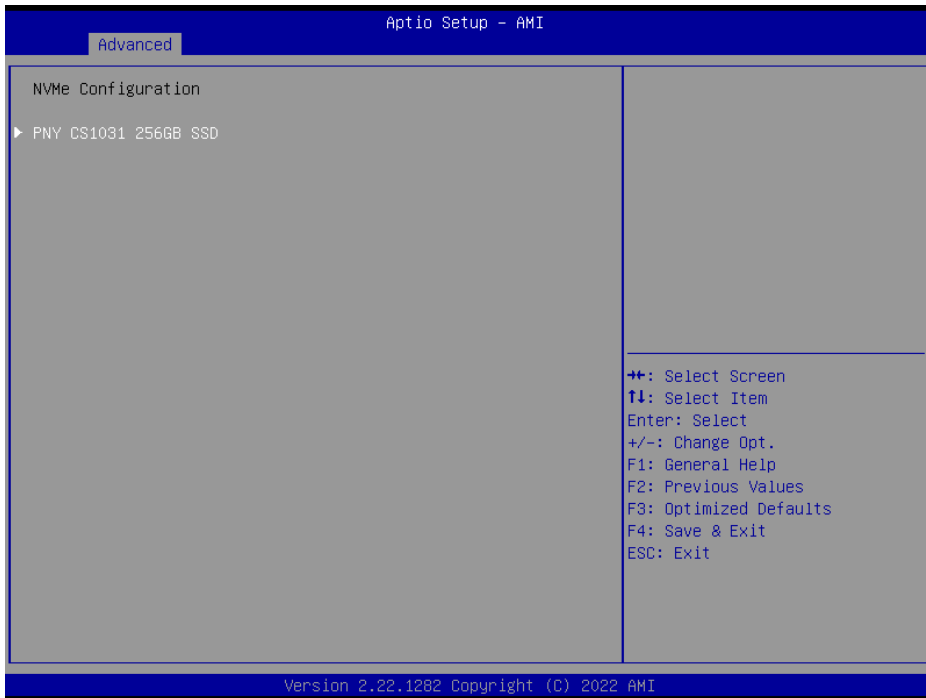 Aptio Setup - AMI
Advanced
NVMe Configuration
▶ PNY CS1031 256GB SSD
→←: Select Screen
↑↓: Select Item
Enter: Select
+/-: Change Opt.
F1: General Help
F2: Previous Values
F3: Optimized Defaults
F4: Save & Exit
ESC: Exit
Version 2.22.1282 Copyright (C) 2022 AMI